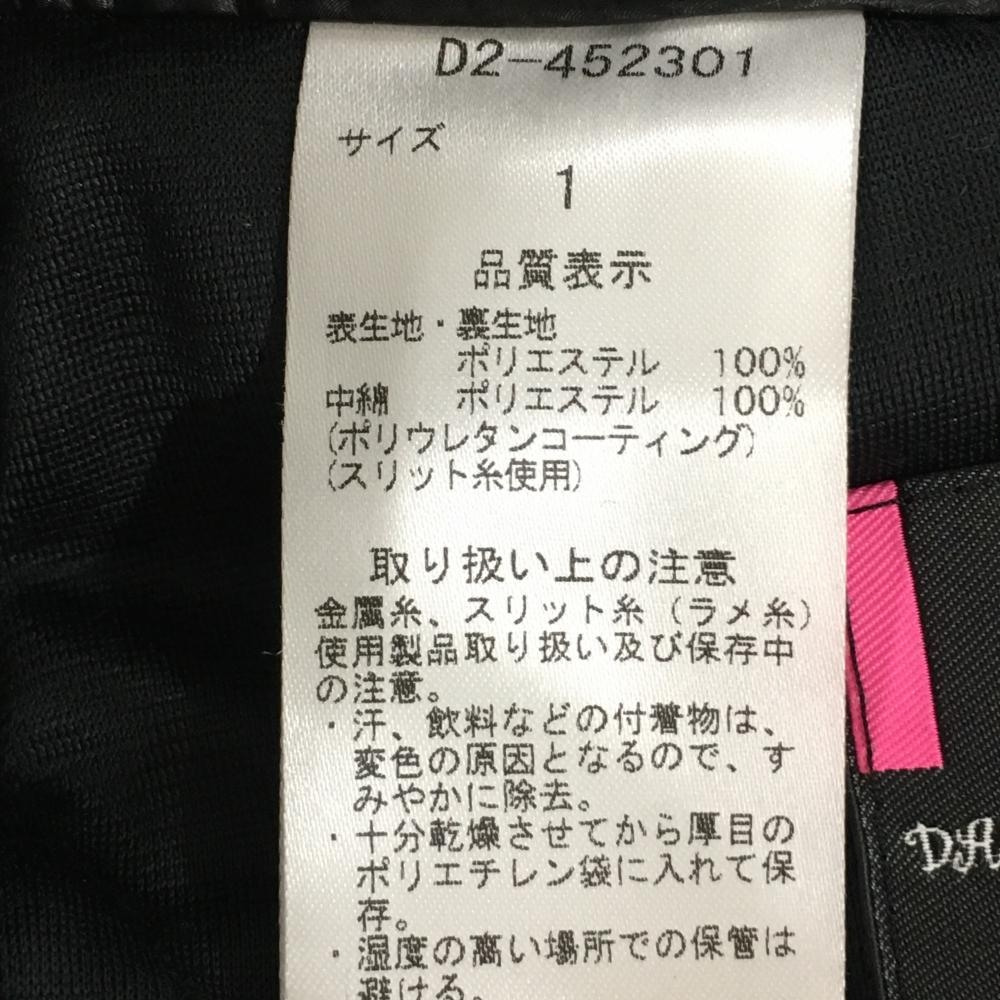 D2-452301
サイズ
1
品質表示
表生地・裏生地
ポリエステル 100%
中綿 ポリエステル 100%
(ポリウレタンコーティング)
(スリット糸使用)
取り扱い上の注意
金属糸、スリット糸(ラメ糸)
使用製品取り扱い及び保存中
の注意。
・汗、飲料などの付着物は、
変色の原因となるので、す
みやかに除去。
・十分乾燥させてから厚目の
ポリエチレン袋に入れて保
存。
・湿度の高い場所での保管は
避ける。